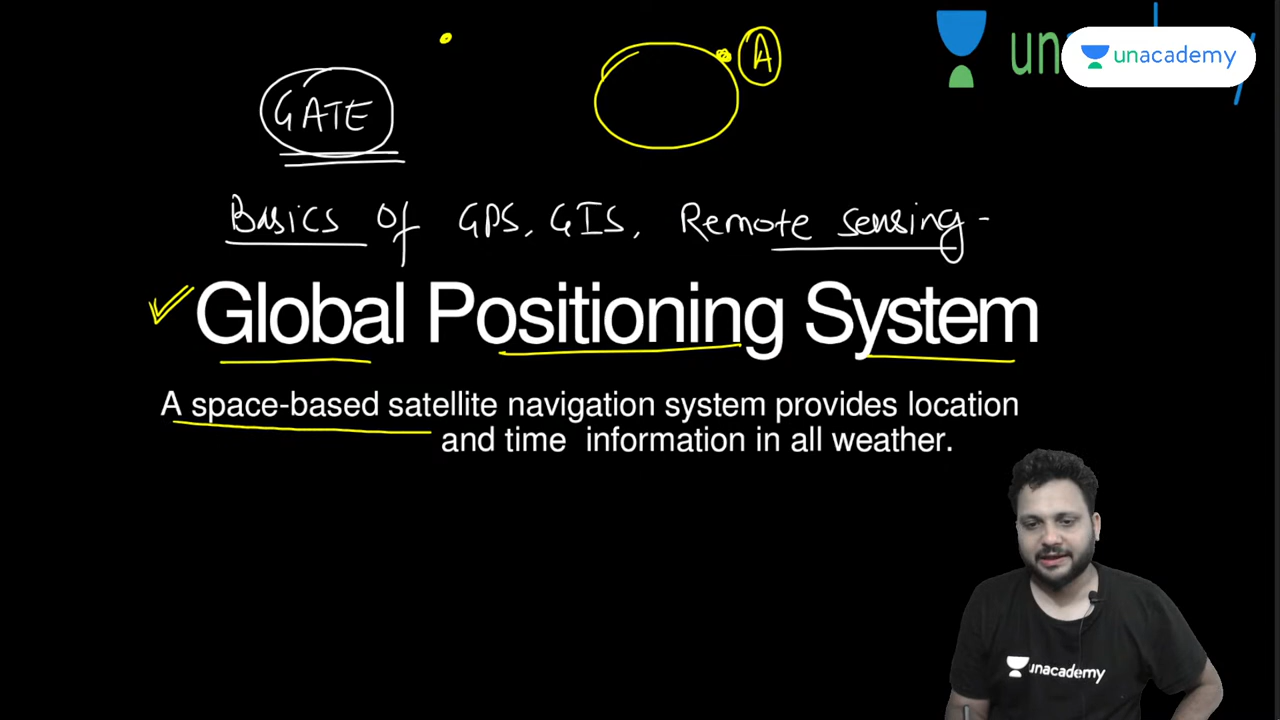 unacademy
A
GATE
Basics Of GPS, GIS, Remote sensing -
Global Positioning System
A space-based satellite navigation system provides location
and time information in all weather.
unacademy